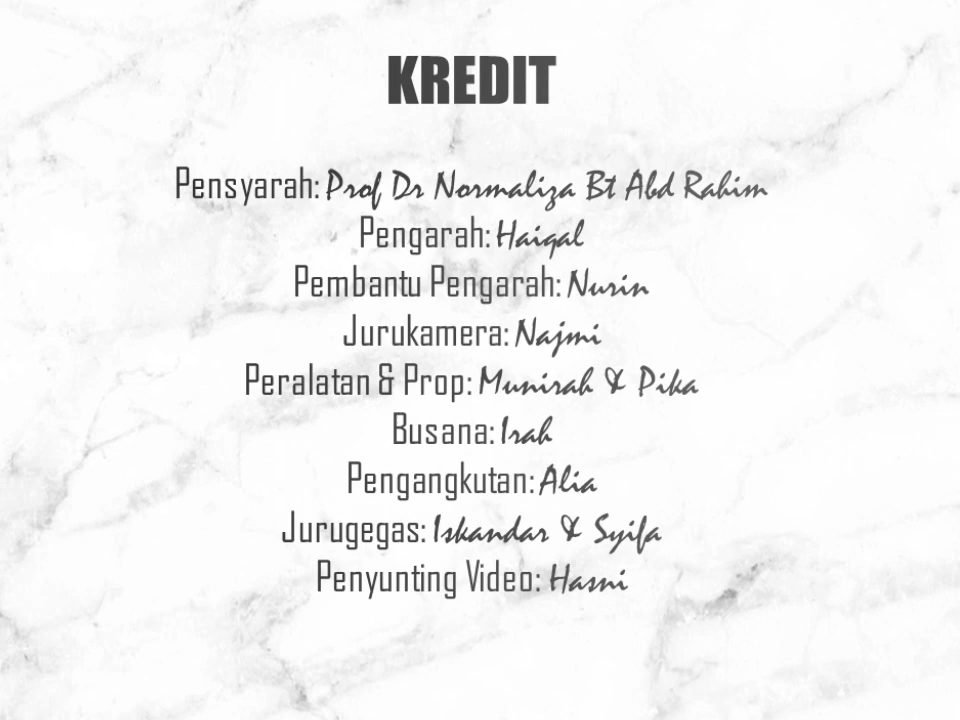 KREDIT
Pensyarah: Prof Dr Normaliza Bt Abd Rahim
Pengarah: Haiqal
Pembantu Pengarah: Nurin
Jurukamera: Najmi
Peralatan & Prop: Munirah & Pika
Busana: Irah
Pengangkutan: Alia
Jurugegas: Iskandar & Syifa
Penyunting Video: Hasni